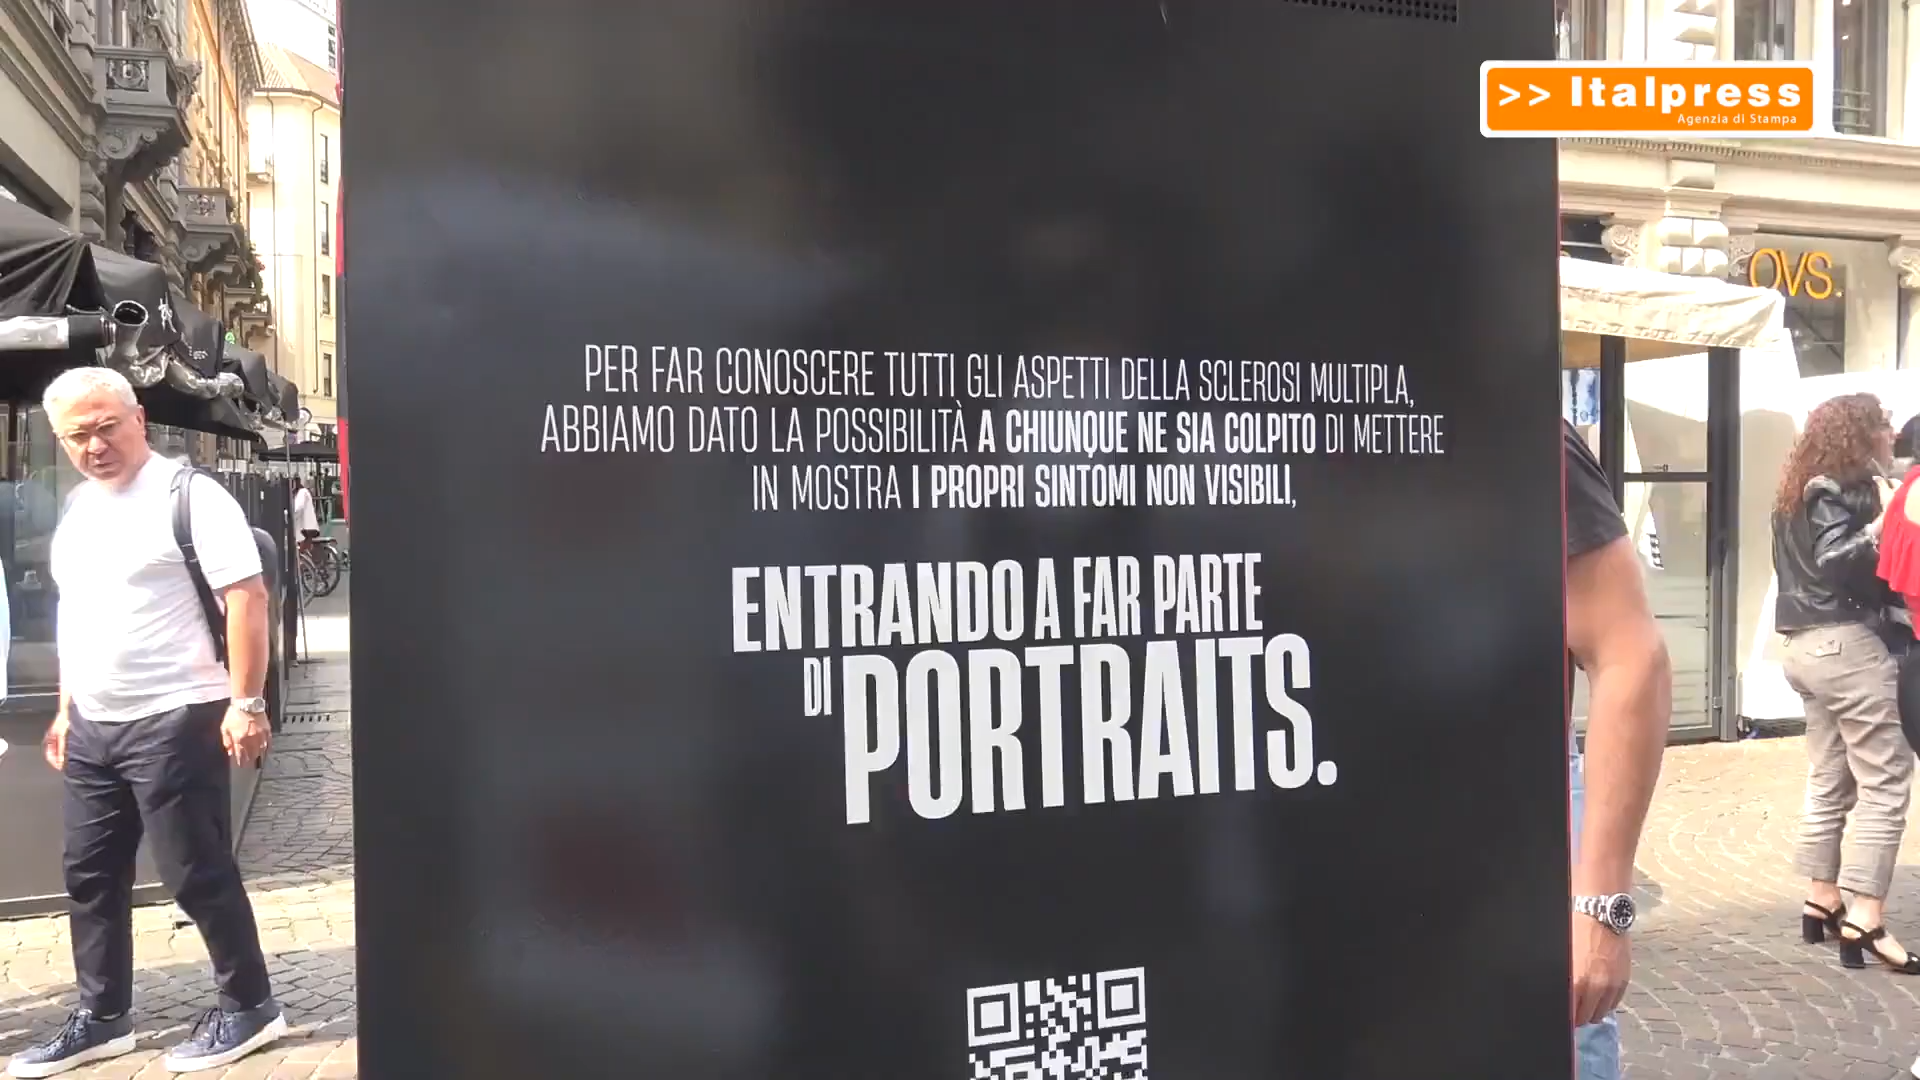 >> Italpress
Agenzia di Stampa
OVS.
PER FAR CONOSCERE TUTTI GLI ASPETTI DELLA SCLEROSI MULTIPLA,
ABBIAMO DATO LA POSSIBILITÀ A CHIUNQUE NE SIA COLPITO DI METTERE
IN MOSTRA I PROPRI SINTOMI NON VISIBILI,
ENTRANDO A FAR PARTE
DI PORTRAITS.